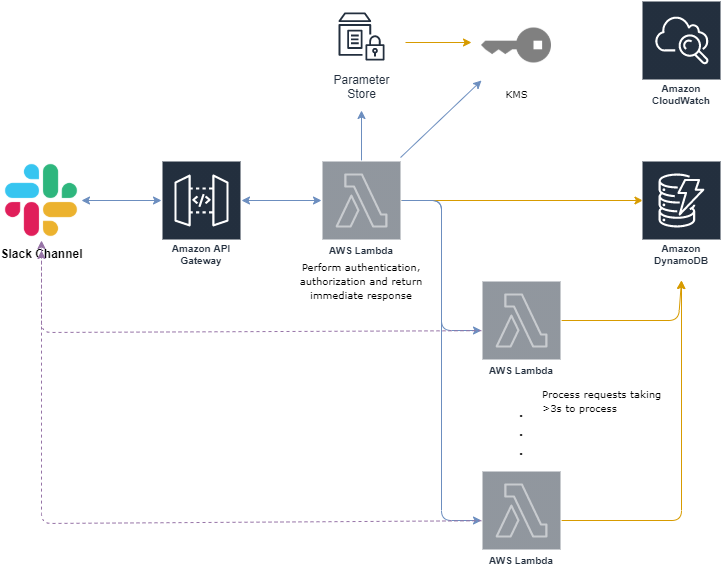 Parameter
Store
KMS
Amazon
CloudWatch
Slack Channel
Amazon API
Gateway
AWS Lambda
Perform authentication,
authorization and return
immediate response
Amazon
DynamoDB
AWS Lambda
Process requests taking
>3s to process
.
.
.
AWS Lambda